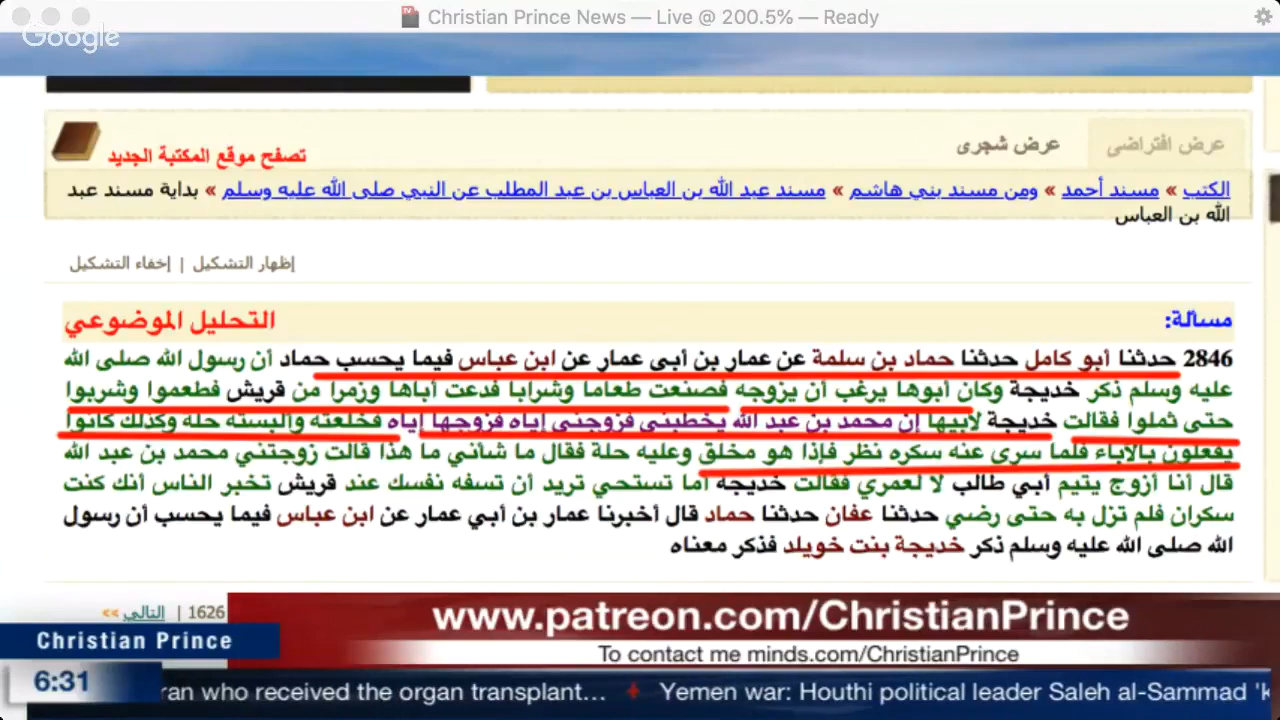 Christian Prince News — Live @ 200.5% — Ready
Google
عرض افتراضى عرض شجرى
تصفح موقع المكتبة الجديد
الكتب » مسند أحمد » ومن مسند بني هاشم » مسند عبد الله بن العباس بن عبد المطلب عن النبي صلى الله عليه وسلم » بداية مسند عبد
الله بن العباس
إظهار التشكيل | إخفاء التشكيل
مسألة: التحليل الموضوعي
2846 حدثنا أبو كامل حدثنا حماد بن سلمة عن عمار بن أبي عمار عن ابن عباس فيما يحسب حماد أن رسول الله صلى الله
عليه وسلم ذكر خديجة وكان أبوها يرغب أن يزوجه فصنعت طعاما وشرابا فدعت أباها وزمرا من قريش فطعموا وشربوا
حتى ثملوا فقالت خديجة لأبيها إن محمد بن عبد الله يخطبني فزوجني إياه فزوجها إياه فخلعته وألبسته حلة وكذلك كانوا
يفعلون بالآباء فلما سرى عنه سكره نظر فإذا هو مخلق وعليه حلة فقال ما شأني ما هذا قالت زوجتني محمد بن عبد الله
قال أنا أزوج يتيم أبي طالب لا لعمري فقالت خديجة أما تستحي تريد أن تسفه نفسك عند قريش تخبر الناس أنك كنت
سكران فلم تزل به حتى رضي حدثنا عفان حدثنا حماد قال أخبرنا عمار بن أبي عمار عن ابن عباس فيما يحسب أن رسول
الله صلى الله عليه وسلم ذكر خديجة بنت خويلد فذكر معناه
1626 | التالي >>
www.patreon.com/ChristianPrince
To contact me minds.com/ChristianPrince
Christian Prince
6:31
ran who received the organ transplant... + Yemen war: Houthi political leader Saleh al-Sammad 'k